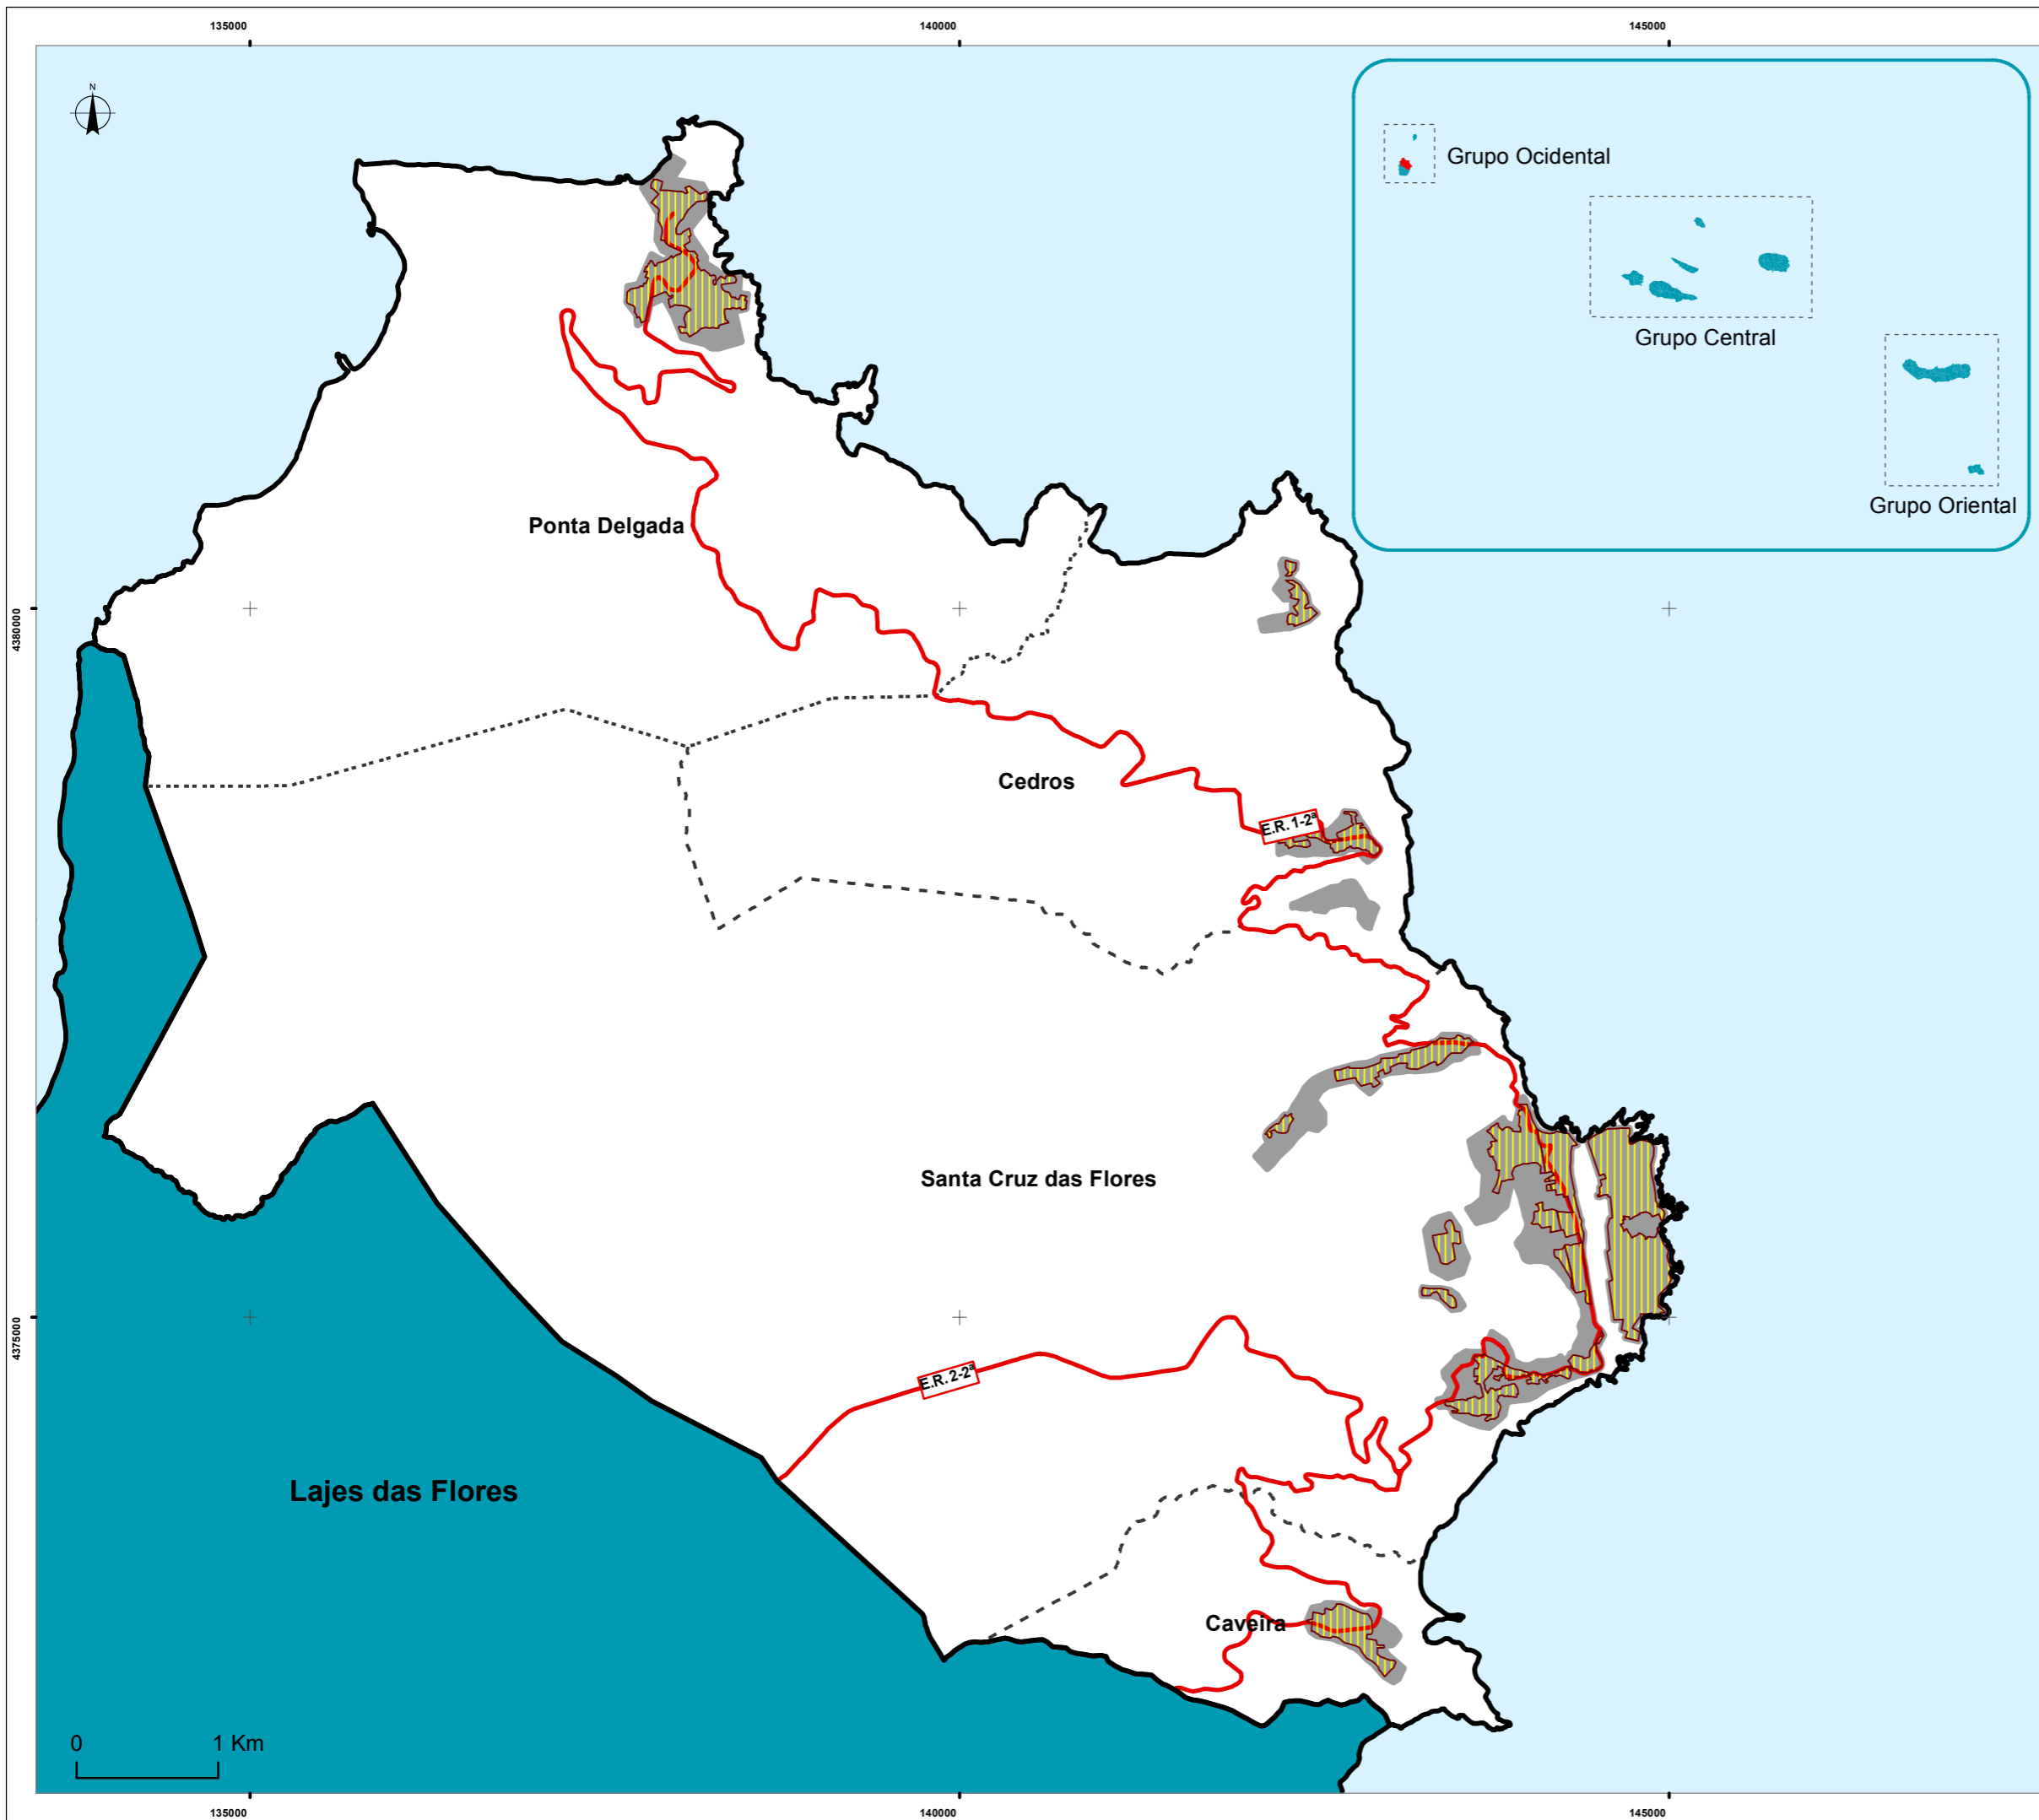 135000
140000
145000
N
Grupo Ocidental
Grupo Central
Grupo Oriental
Ponta Delgada
4380000
Cedros
E.R. 1-2ª
Santa Cruz das Flores
4375000
E.R. 2-2ª
Lajes das Flores
Caveira
0 1 Km
135000
140000
145000